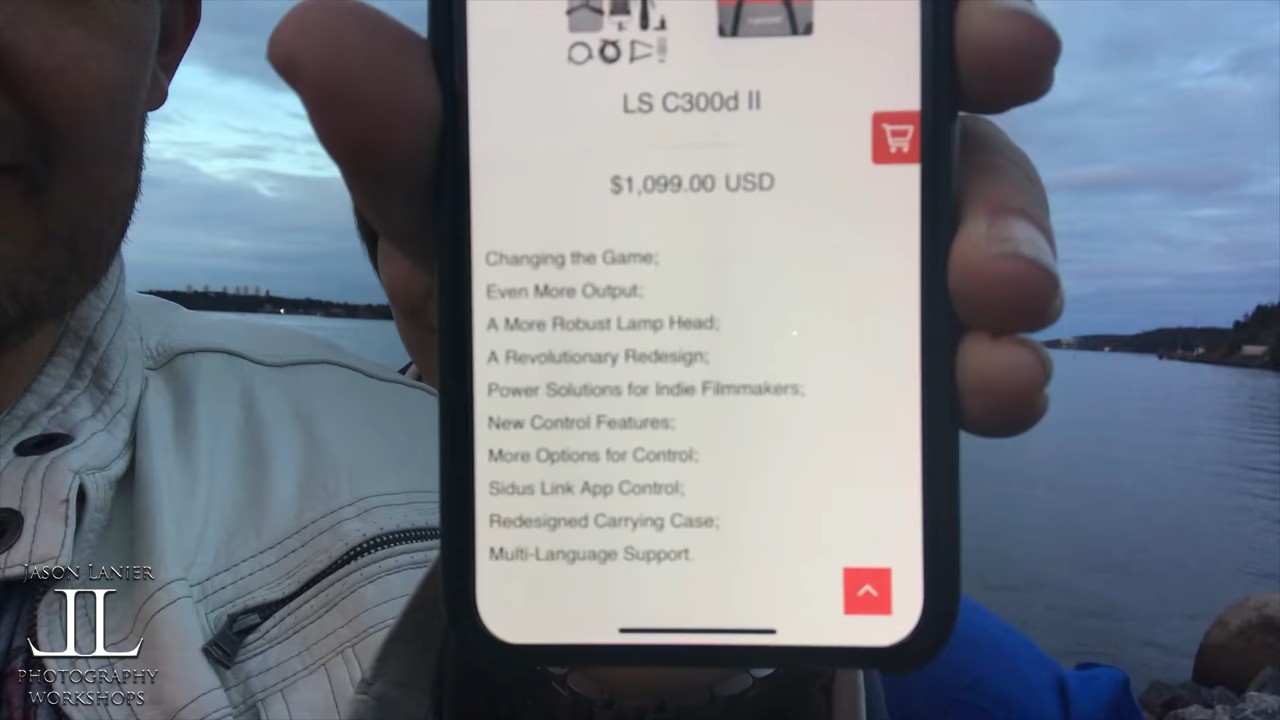 LS C300d II
$1,099.00 USD
Changing the Game;
Even More Output;
A More Robust Lamp Head;
A Revolutionary Redesign;
Power Solutions for Indie Filmmakers;
New Control Features;
More Options for Control;
Sidus Link App Control;
Redesigned Carrying Case;
Multi-Language Support.
JASON LANIER
JL
PHOTOGRAPHY
WORKSHOPS